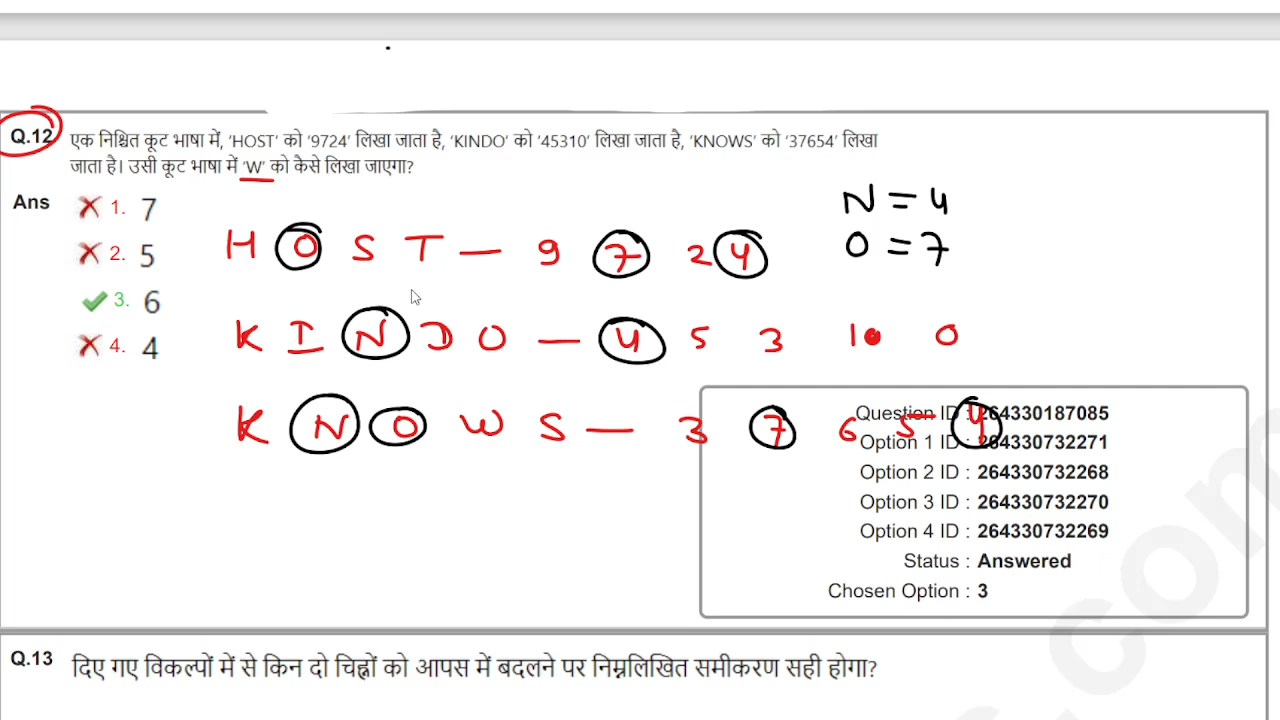 Q.12 एक निश्चित कूट भाषा में, 'HOST' को '9724' लिखा जाता है, 'KINDO' को '45310' लिखा जाता है, 'KNOWS' को '37654' लिखा
जाता है। उसी कूट भाषा में 'W' को कैसे लिखा जाएगा?
Ans
1. 7
2. 5
3. 6
4. 4
N = 4
O = 7
H O S T — 9 7 2 4
K I N D O — 4 5 3 1 0
K N O W S — 3 7 6 5 4
Question ID : 264330187085
Option 1 ID : 264330732271
Option 2 ID : 264330732268
Option 3 ID : 264330732270
Option 4 ID : 264330732269
Status : Answered
Chosen Option : 3
Q.13 दिए गए विकल्पों में से किन दो चिह्नों को आपस में बदलने पर निम्नलिखित समीकरण सही होगा?